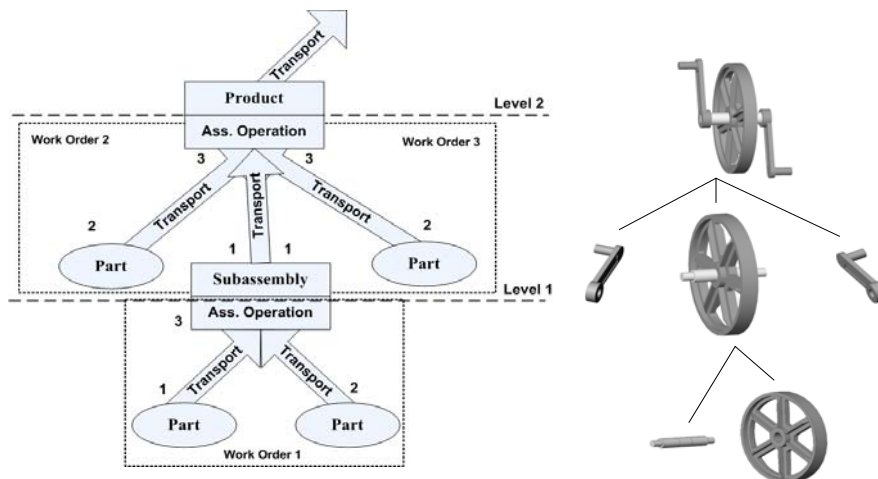 Transport
Product
Level 2
Ass. Operation
Work Order 2
Work Order 3
3
3
Transport
Transport
Transport
2
2
1
1
Part
Part
Subassembly
Level 1
Ass. Operation
3
Transport
Transport
1
2
Part
Part
Work Order 1